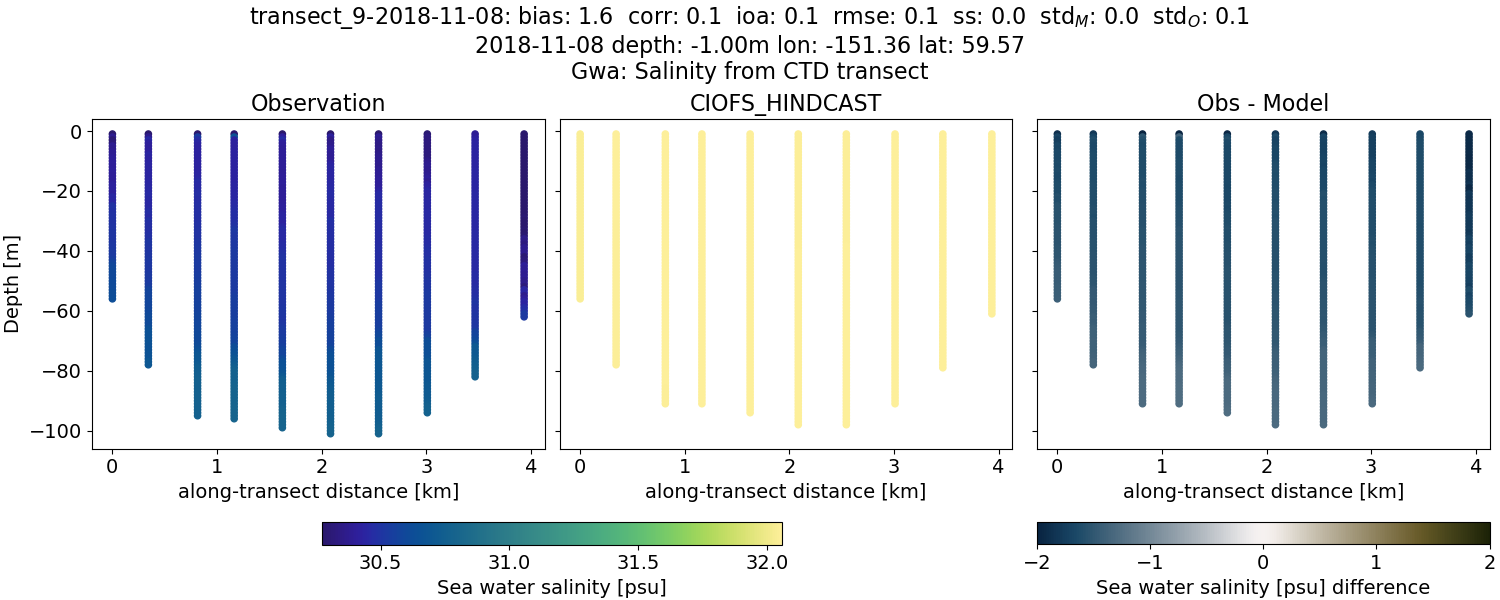 transect_9-2018-11-08: bias: 1.6 corr: 0.1 ioa: 0.1 rmse: 0.1 ss: 0.0 std_M: 0.0 std_O: 0.1
2018-11-08 depth: -1.00m lon: -151.36 lat: 59.57
Gwa: Salinity from CTD transect
Observation CIOFS_HINDCAST Obs - Model
Depth [m]
0
−20
−40
−60
−80
−100
0 1 2 3 4 0 1 2 3 4 0 1 2 3 4
along-transect distance [km] along-transect distance [km] along-transect distance [km]
30.5 31.0 31.5 32.0 −2 −1 0 1 2
Sea water salinity [psu] Sea water salinity [psu] difference